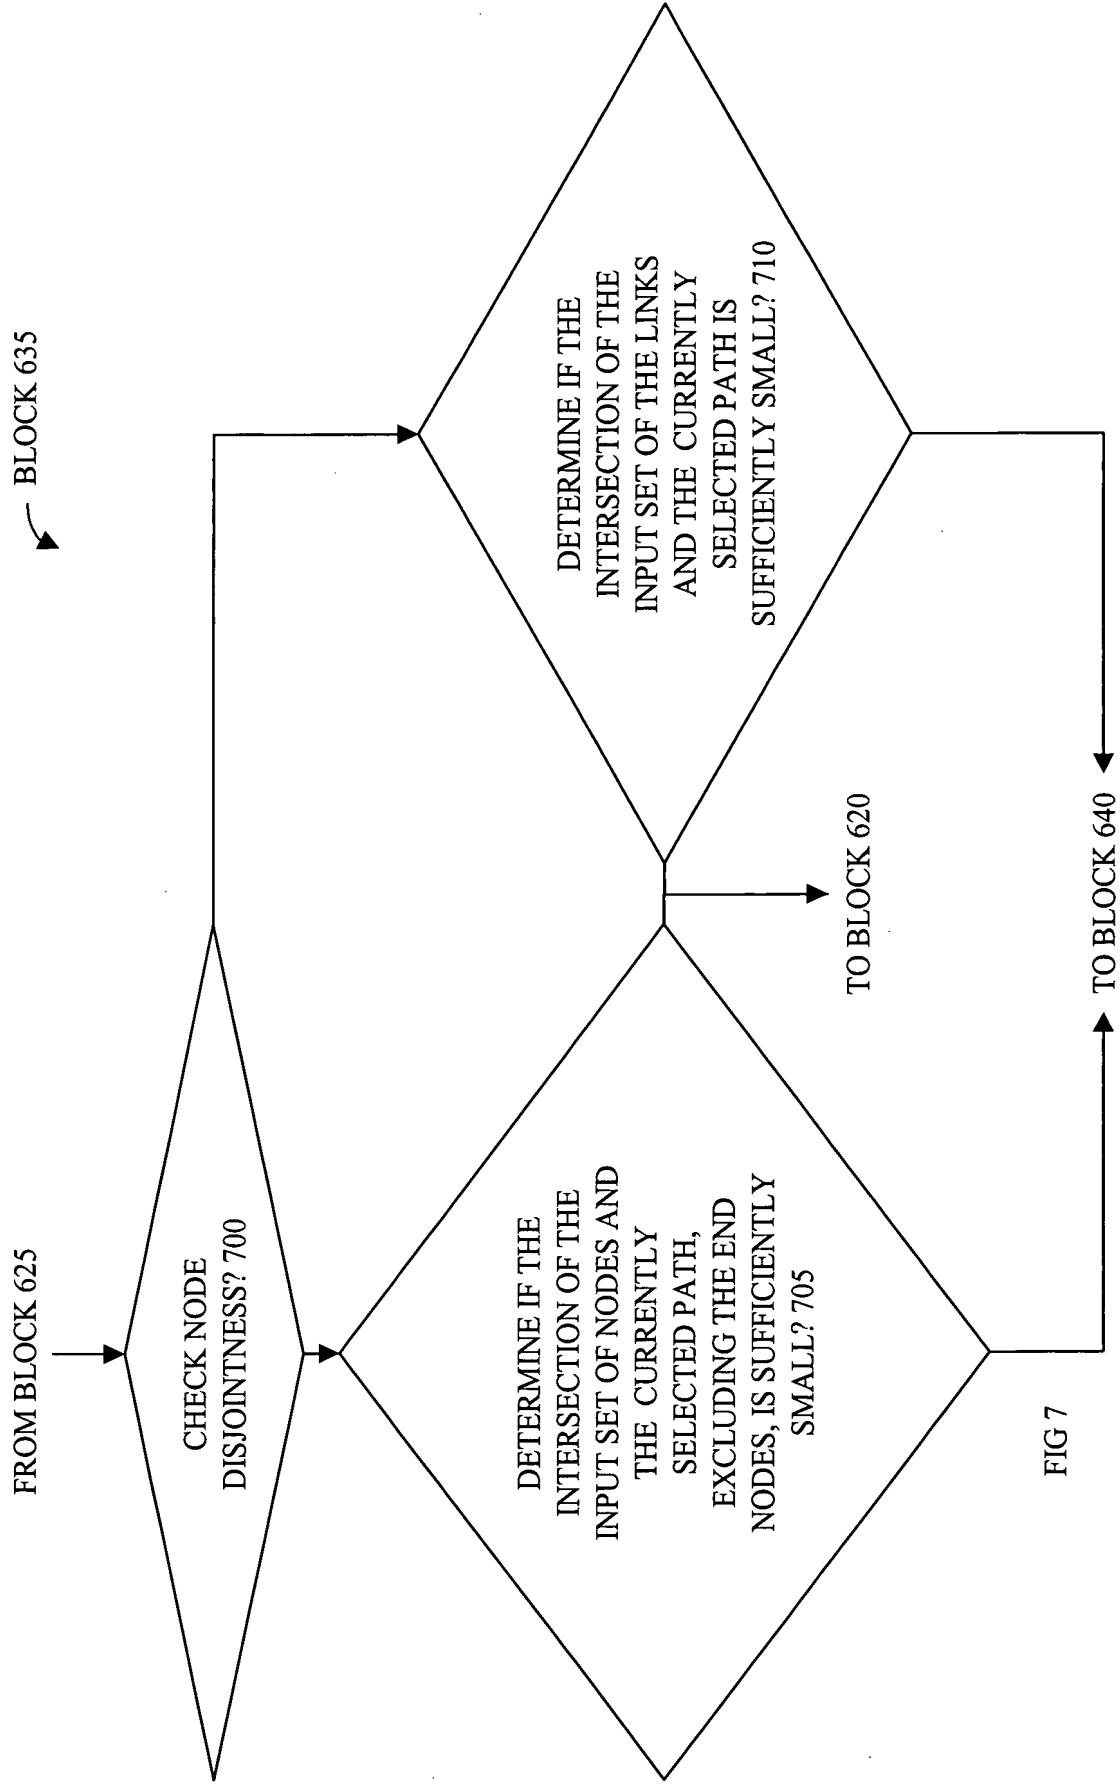 BLOCK 635
FROM BLOCK 625
CHECK NODE
DISJOINTNESS? 700
DETERMINE IF THE
INTERSECTION OF THE
INPUT SET OF NODES AND
THE CURRENTLY
SELECTED PATH,
EXCLUDING THE END
NODES, IS SUFFICIENTLY
SMALL? 705
DETERMINE IF THE
INTERSECTION OF THE
INPUT SET OF THE LINKS
AND THE CURRENTLY
SELECTED PATH IS
SUFFICIENTLY SMALL? 710
TO BLOCK 620
TO BLOCK 640
FIG 7